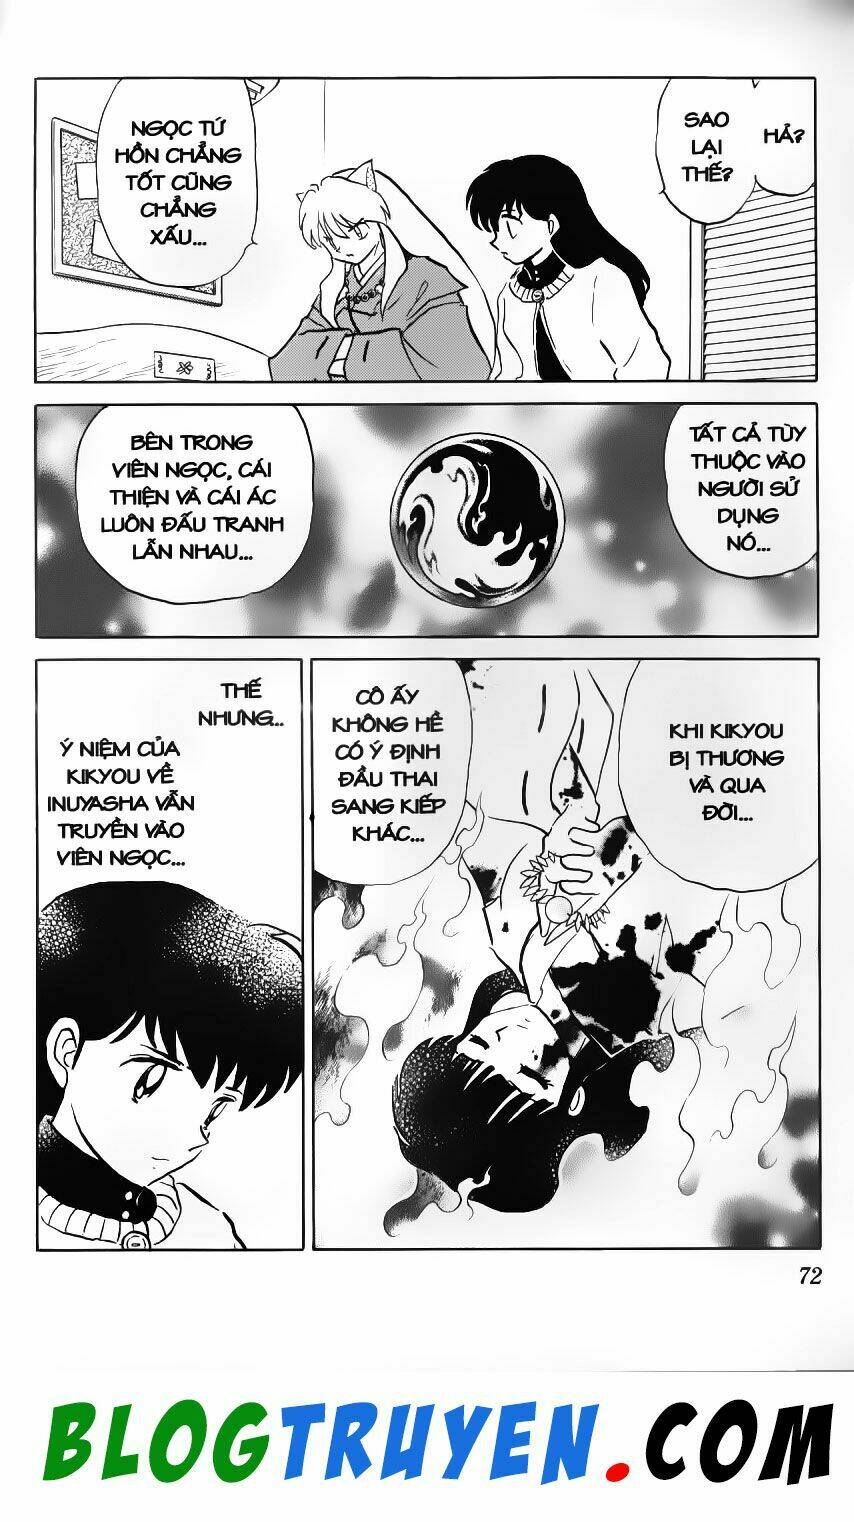 HẢ?
SAO
LẠI
THẾ?
NGỌC TỨ
HỒN CHẲNG
TỐT CŨNG
CHẲNG
XẤU...
TẤT CẢ TÙY
THUỘC VÀO
NGƯỜI SỬ
DỤNG
NÓ...
BÊN TRONG
VIÊN NGỌC, CÁI
THIỆN VÀ CÁI ÁC
LUÔN ĐẤU TRANH
LẪN NHAU...
KHI KIKYOU
BỊ THƯƠNG
VÀ QUA
ĐỜI...
CÔ ẤY
KHÔNG HỀ
CÓ Ý ĐỊNH
ĐẦU THAI
SANG KIẾP
KHÁC...
THẾ
NHƯNG..
Ý NIỆM CỦA
KIKYOU VỀ
INUYASHA VẪN
TRUYỀN VÀO
VIÊN NGỌC...
72
BLOGTRUYEN.COM